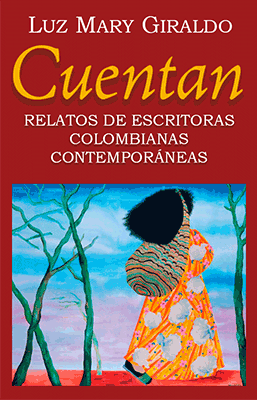 LUZ MARY GIRALDO
Cuentan
RELATOS DE ESCRITORAS
COLOMBIANAS
CONTEMPORÁNEAS